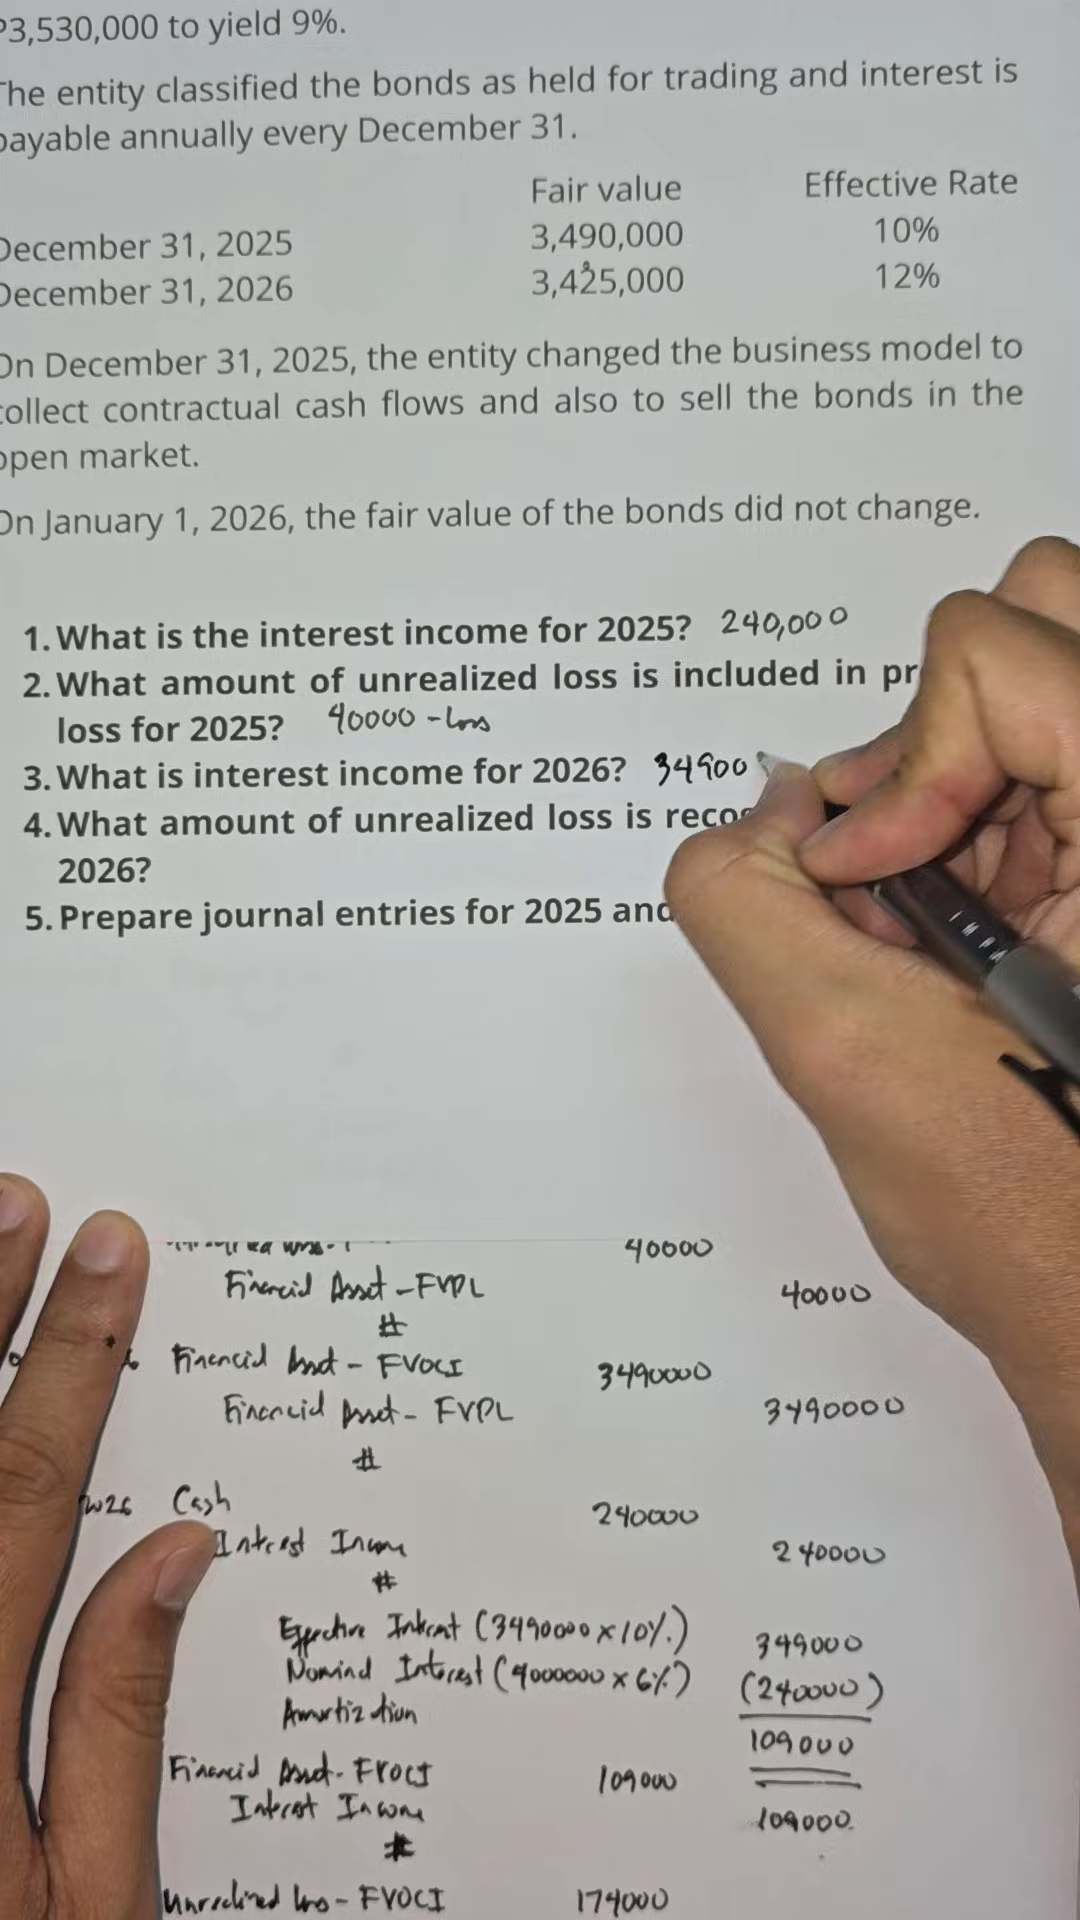 P3,530,000 to yield 9%.
The entity classified the bonds as held for trading and interest is
payable annually every December 31.
Fair value Effective Rate
December 31, 2025 3,490,000 10%
December 31, 2026 3,425,000 12%
On December 31, 2025, the entity changed the business model to
collect contractual cash flows and also to sell the bonds in the
open market.
On January 1, 2026, the fair value of the bonds did not change.
1. What is the interest income for 2025? 240,000
2. What amount of unrealized loss is included in pr
loss for 2025? 40000 - loss
3. What is interest income for 2026? 34900
4. What amount of unrealized loss is reco
2026?
5. Prepare journal entries for 2025 and
40000
Financial Asset - FVPL 40000
#
Financial Asset - FVOCI 3490000
Financial Asset - FVPL 3490000
#
2026 Cash 240000
Interest Income 240000
#
Effective Interest (3490000 x 10%) 349000
Nominal Interest (4000000 x 6%) (240000)
Amortization 109000
Financial Asset - FVOCI 109000
Interest Income 109000.
#
Unrealized loss - FVOCI 174000